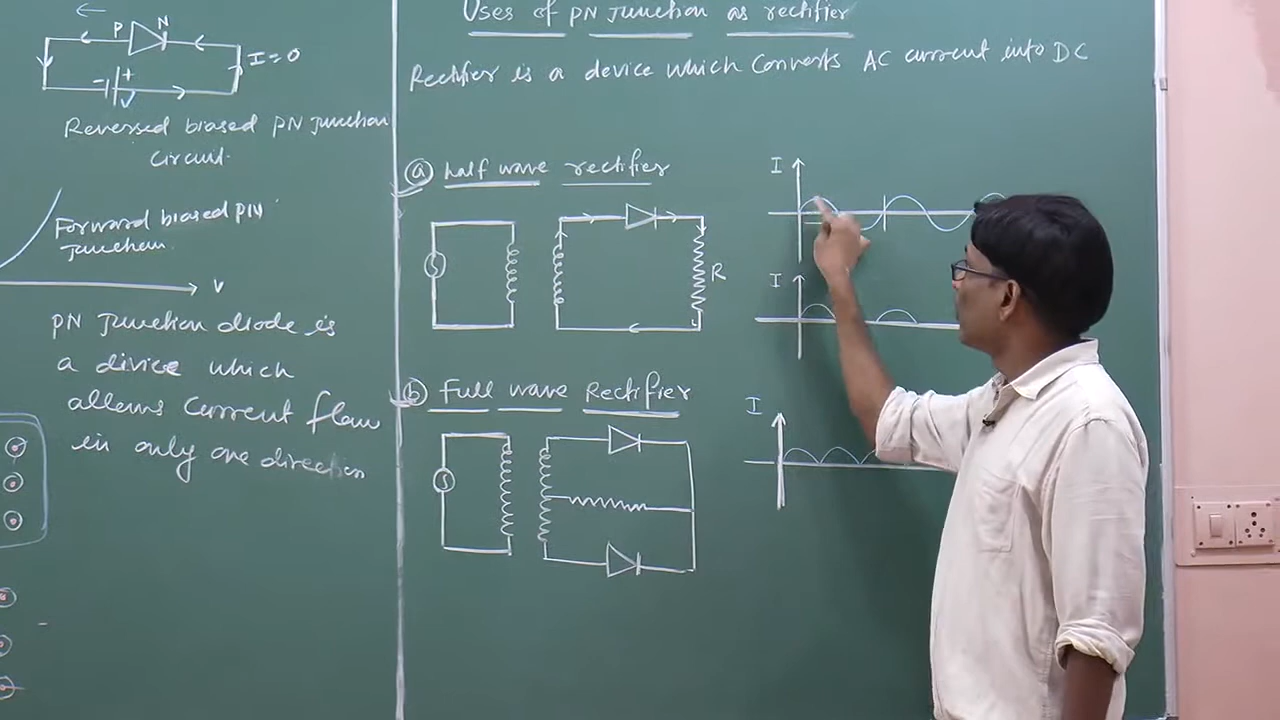 P N
- +
I = 0
Reversed biased PN Junction
Circuit.
Forward biased PN
Junction.
V
PN Junction diode is
a divice which
allows current flow
in only one direction
Uses of PN Junction as rectifier
Rectifier is a device which converts AC current into DC
(a) Half wave rectifier
R
I
I
(b) Full wave Rectifier
I